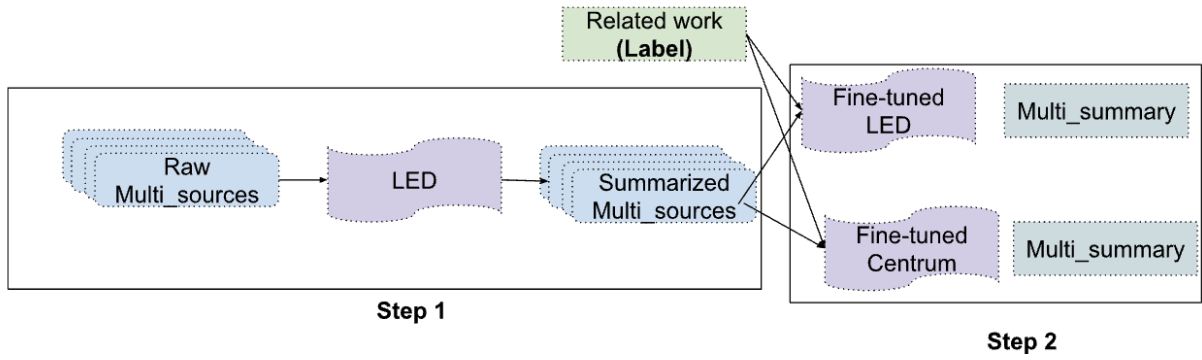 Related work
(Label)
Raw
Multi_sources
LED
Summarized
Multi_sources
Step 1
Fine-tuned
LED
Multi_summary
Fine-tuned
Centrum
Multi_summary
Step 2